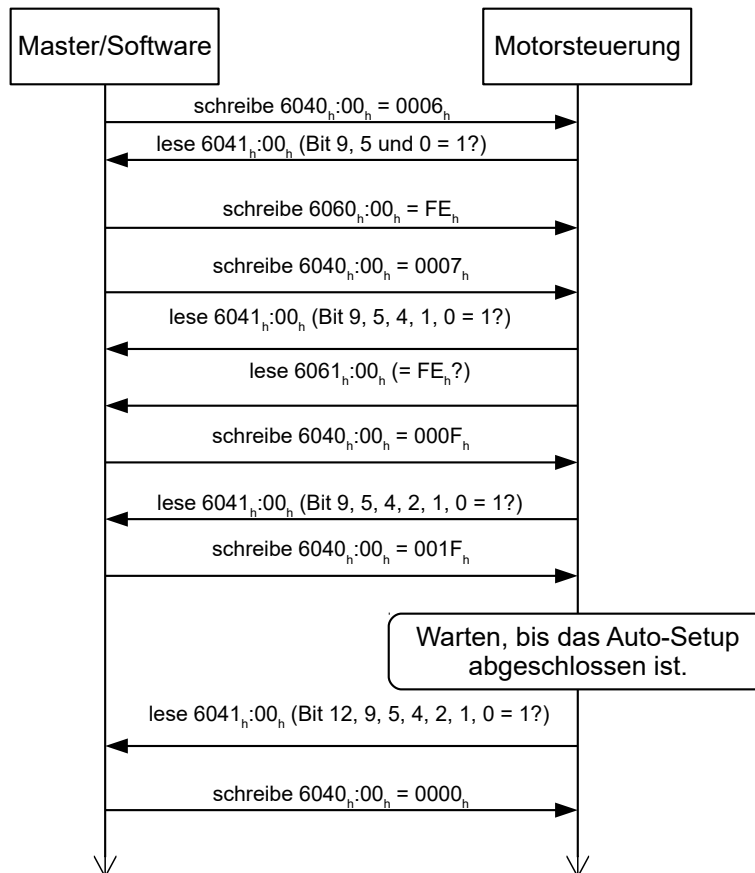 Master/Software
Motorsteuerung
schreibe 6040ₕ:00ₕ = 0006ₕ
lese 6041ₕ:00ₕ (Bit 9, 5 und 0 = 1?)
schreibe 6060ₕ:00ₕ = FEₕ
schreibe 6040ₕ:00ₕ = 0007ₕ
lese 6041ₕ:00ₕ (Bit 9, 5, 4, 1, 0 = 1?)
lese 6061ₕ:00ₕ (= FEₕ?)
schreibe 6040ₕ:00ₕ = 000Fₕ
lese 6041ₕ:00ₕ (Bit 9, 5, 4, 2, 1, 0 = 1?)
schreibe 6040ₕ:00ₕ = 001Fₕ
Warten, bis das Auto-Setup
abgeschlossen ist.
lese 6041ₕ:00ₕ (Bit 12, 9, 5, 4, 2, 1, 0 = 1?)
schreibe 6040ₕ:00ₕ = 0000ₕ